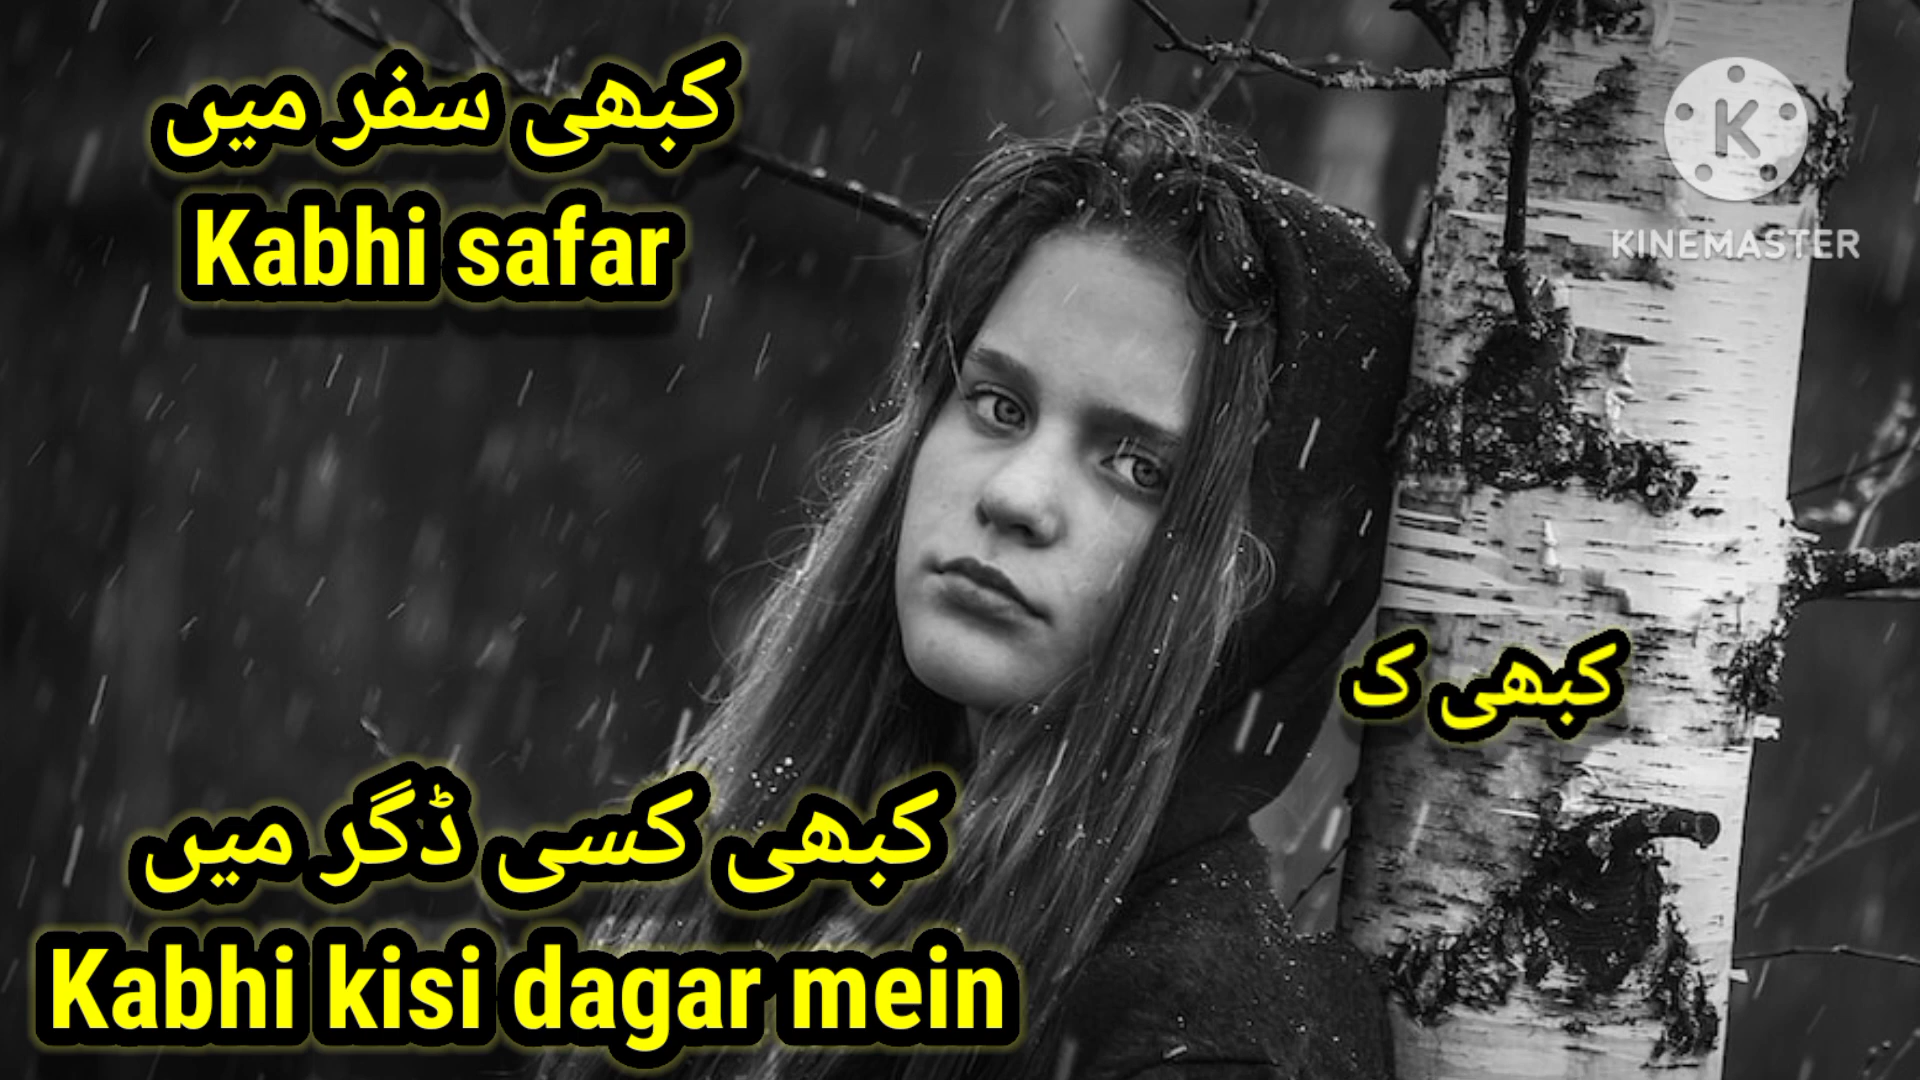 کبھی سفر میں
Kabhi safar
KINEMASTER
کبھی ک
کبھی کسی ڈگر میں
Kabhi kisi dagar mein